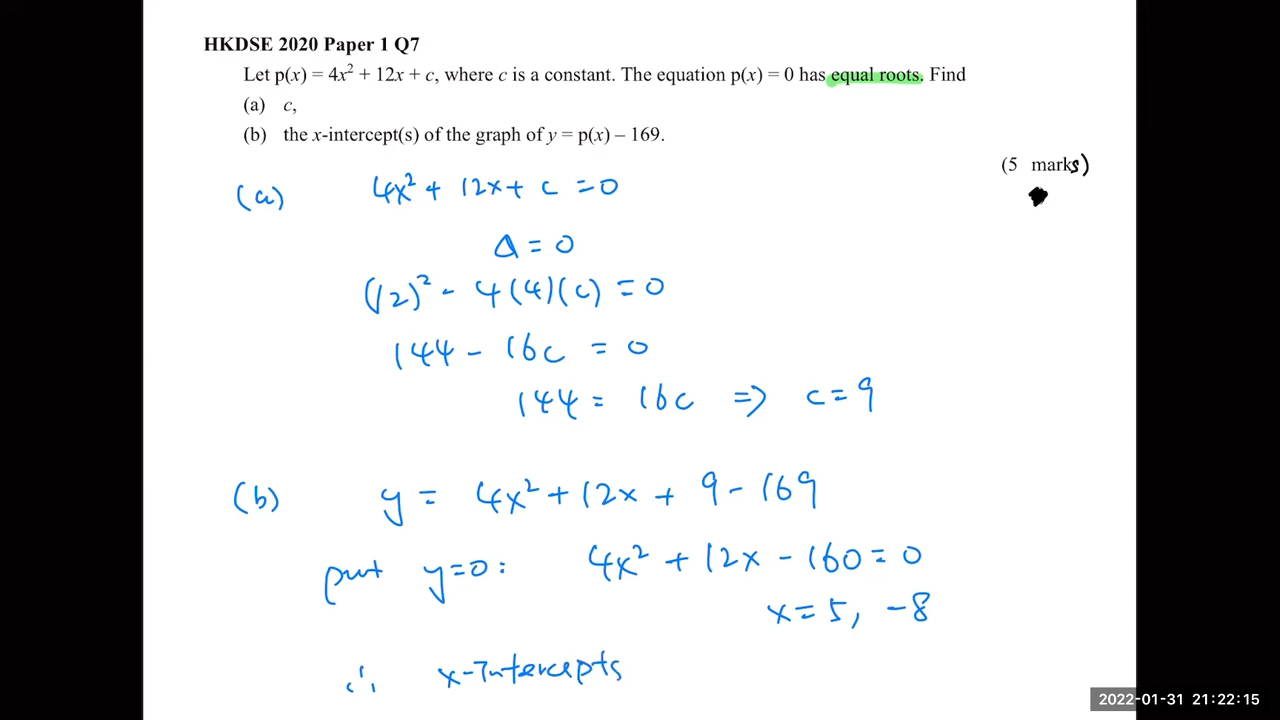 HKDSE 2020 Paper 1 Q7
Let p(x) = 4x² + 12x + c, where c is a constant. The equation p(x) = 0 has equal roots. Find
(a) c,
(b) the x-intercept(s) of the graph of y = p(x) – 169.
(5 marks)
(a) 4x² + 12x + c = 0
Δ = 0
(12)² - 4(4)(c) = 0
144 - 16c = 0
144 = 16c => c = 9
(b) y = 4x² + 12x + 9 - 169
put y=0: 4x² + 12x - 160 = 0
x = 5, -8
∴ x-intercepts
2022-01-31 21:22:15